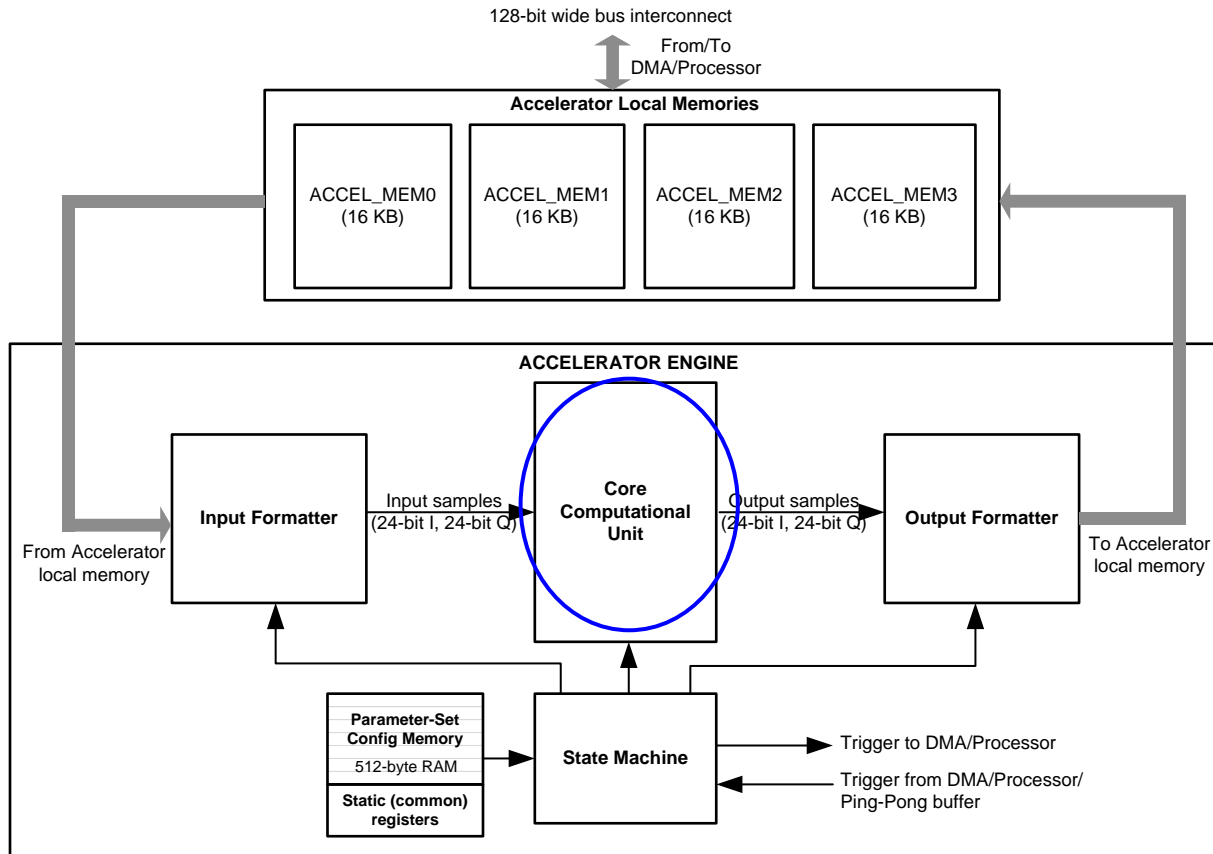 128-bit wide bus interconnect
From/To
DMA/Processor
Accelerator Local Memories
ACCEL_MEM0
(16 KB)
ACCEL_MEM1
(16 KB)
ACCEL_MEM2
(16 KB)
ACCEL_MEM3
(16 KB)
ACCELERATOR ENGINE
From Accelerator
local memory
Input Formatter
Input samples
(24-bit I, 24-bit Q)
Core
Computational
Unit
Output samples
(24-bit I, 24-bit Q)
Output Formatter
To Accelerator
local memory
Parameter-Set
Config Memory
512-byte RAM
Static (common)
registers
State Machine
Trigger to DMA/Processor
Trigger from DMA/Processor/
Ping-Pong buffer